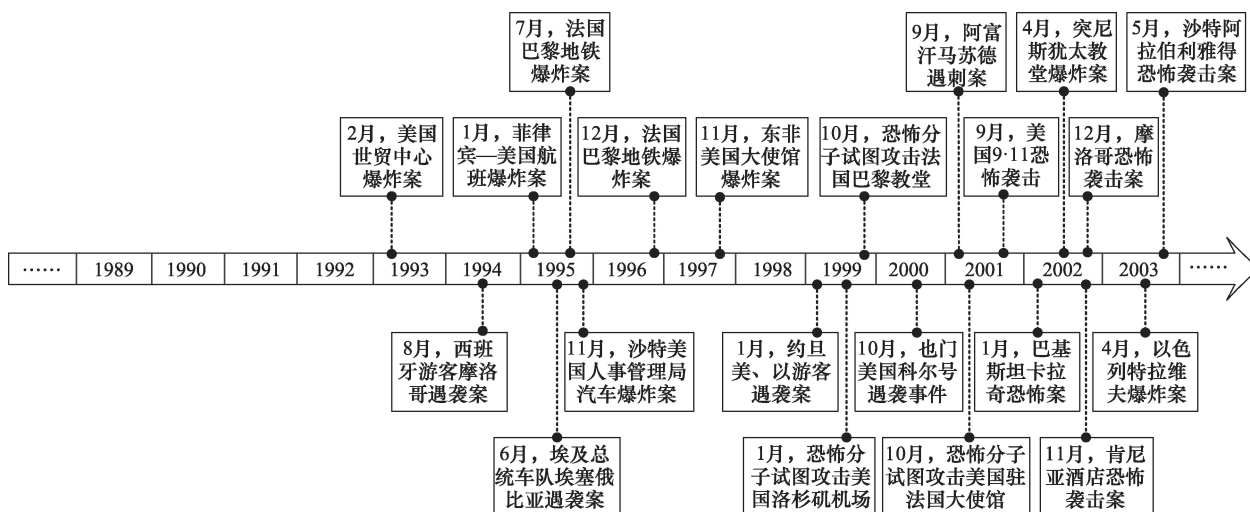 7月，法国
巴黎地铁
爆炸案
9月，阿富
汗马苏德
遇刺案
4月，突尼
斯犹太教
堂爆炸案
5月，沙特阿
拉伯利雅得
恐怖袭击案
2月，美国
世贸中心
爆炸案
1月，菲律
宾—美国航
班爆炸案
12月，法国
巴黎地铁爆
炸案
11月，东非
美国大使馆
爆炸案
10月，恐怖分
子试图攻击法
国巴黎教堂
9月，美
国9·11恐
怖袭击
12月，摩
洛哥恐怖
袭击案
…… 1989 1990 1991 1992 1993 1994 1995 1996 1997 1998 1999 2000 2001 2002 2003 ……
8月，西班
牙游客摩洛
哥遇袭案
11月，沙特美
国人事管理局
汽车爆炸案
1月，约旦
美、以游客
遇袭案
10月，也门
美国科尔号
遇袭事件
1月，巴基
斯坦卡拉
奇恐怖案
4月，以色
列特拉维
夫爆炸案
6月，埃及总
统车队埃塞俄
比亚遇袭案
1月，恐怖分
子试图攻击美
国洛杉矶机场
10月，恐怖分子
试图攻击美国驻
法国大使馆
11月，肯尼
亚酒店恐怖
袭击案